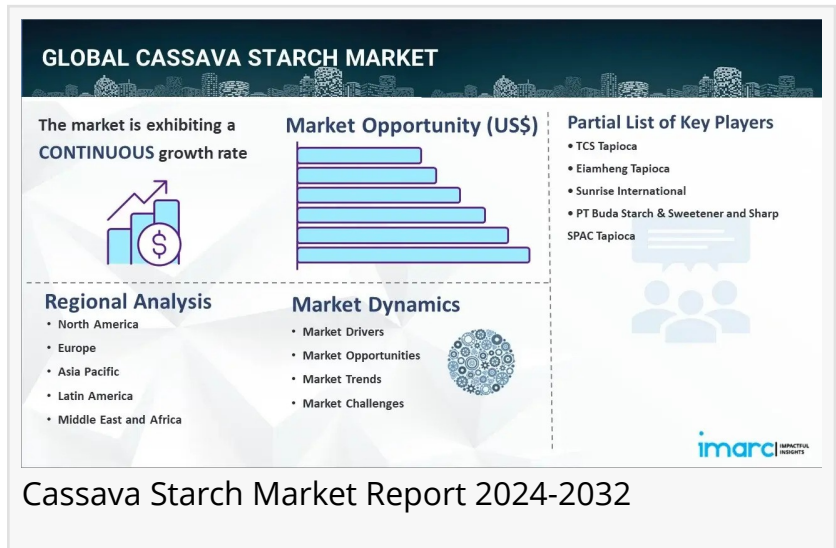 GLOBAL CASSAVA STARCH MARKET
The market is exhibiting a
CONTINUOUS growth rate
$
Market Opportunity (US$)
Partial List of Key Players
• TCS Tapioca
• Eiamheng Tapioca
• Sunrise International
• PT Buda Starch & Sweetener and Sharp
SPAC Tapioca
Regional Analysis
• North America
• Europe
• Asia Pacific
• Latin America
• Middle East and Africa
Market Dynamics
• Market Drivers
• Market Opportunities
• Market Trends
• Market Challenges
imarc
IMPACTFUL
INSIGHTS
Cassava Starch Market Report 2024-2032